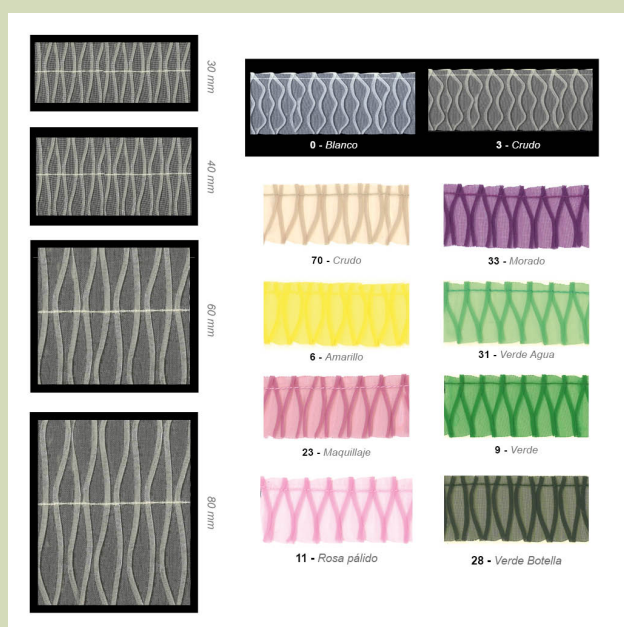 30 mm
40 mm
60 mm
80 mm
0 - Blanco
3 - Crudo
70 - Crudo
33 - Morado
6 - Amarillo
31 - Verde Agua
23 - Maquillaje
9 - Verde
11 - Rosa pálido
28 - Verde Botella